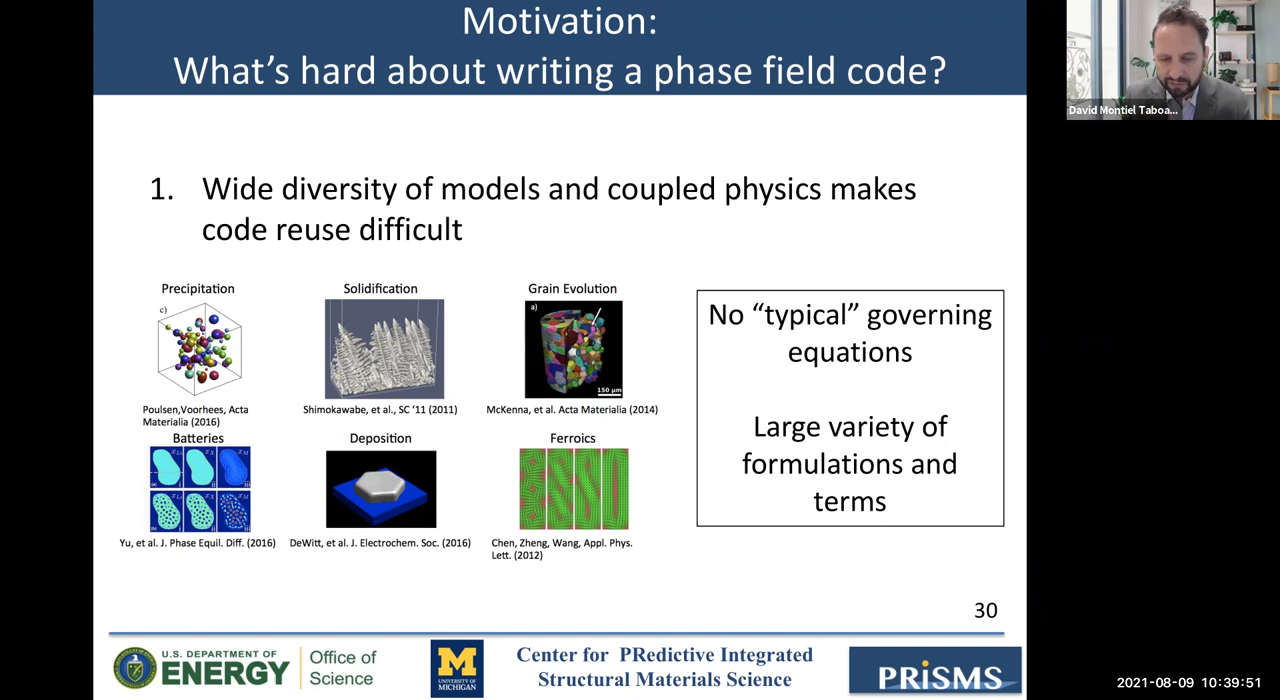 Motivation:
What's hard about writing a phase field code?
David Montiel Taboa...
1. Wide diversity of models and coupled physics makes
code reuse difficult
Precipitation
Solidification
Grain Evolution
c)
a)
150 μm
Poulsen,Voorhees, Acta
Materialia (2016)
Shimokawabe, et al., SC '11 (2011)
McKenna, et al. Acta Materialia (2014)
Batteries
Deposition
Ferroics
Yu, et al. J. Phase Equil. Diff. (2016)
DeWitt, et al. J. Electrochem. Soc. (2016)
Chen, Zheng, Wang, Appl. Phys.
Lett. (2012)
No “typical” governing
equations
Large variety of
formulations and
terms
30
U.S. DEPARTMENT OF
ENERGY
Office of
Science
M
UNIVERSITY OF
MICHIGAN
Center for PRedictive Integrated
Structural Materials Science
PRiSMS
2021-08-09 10:39:51